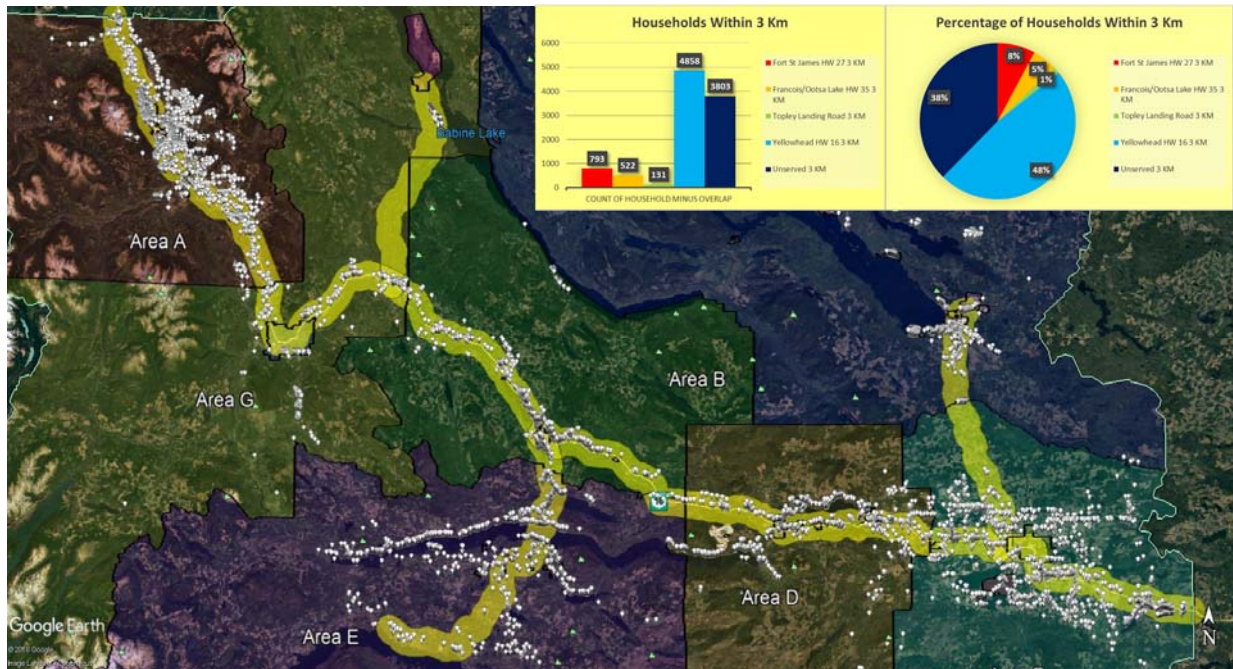 Households Within 3 Km
6000
5000
4000
3000
2000
1000
0
793
522
131
4858
3803
COUNT OF HOUSEHOLD MINUS OVERLAP
Fort St James HW 27 3 KM
Francois/Ootsa Lake HW 35 3
KM
Topley Landing Road 3 KM
Yellowhead HW 16 3 KM
Unserved 3 KM
Percentage of Households Within 3 Km
8%
5%
1%
48%
38%
Fort ST James HW 27 3 KM
Francois/Ootsa Lake HW 35 3
KM
Topley Landing Road 3 KM
Yellowhead HW 16 3 KM
Unserved 3 KM
Babine Lake
Area A
Area G
Area B
Area D
Area E
Google Earth
N